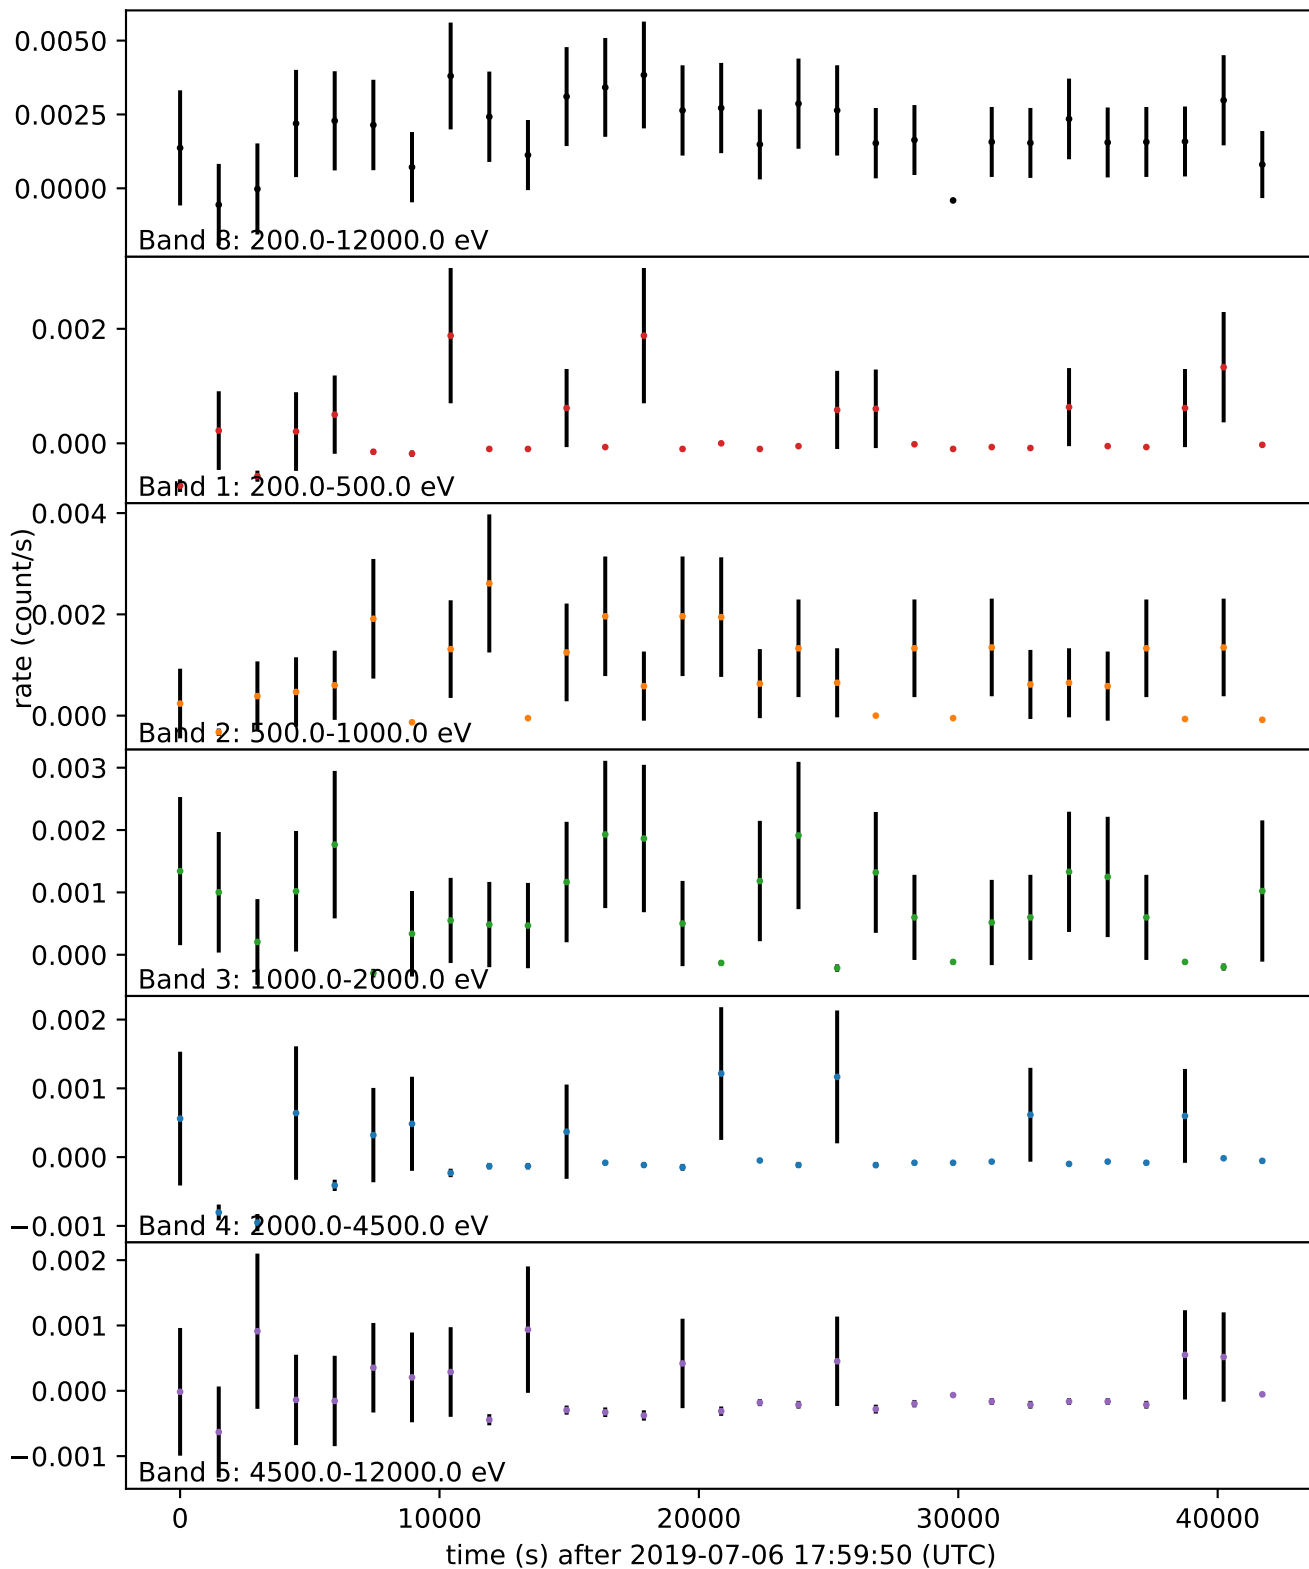 0.0050
0.0025
0.0000
Band 8: 200.0-12000.0 eV
0.002
0.000
Band 1: 200.0-500.0 eV
rate (count/s)
0.004
0.002
0.000
Band 2: 500.0-1000.0 eV
0.003
0.002
0.001
0.000
Band 3: 1000.0-2000.0 eV
0.002
0.001
0.000
−0.001
Band 4: 2000.0-4500.0 eV
0.002
0.001
0.000
−0.001
Band 5: 4500.0-12000.0 eV
0 10000 20000 30000 40000
time (s) after 2019-07-06 17:59:50 (UTC)